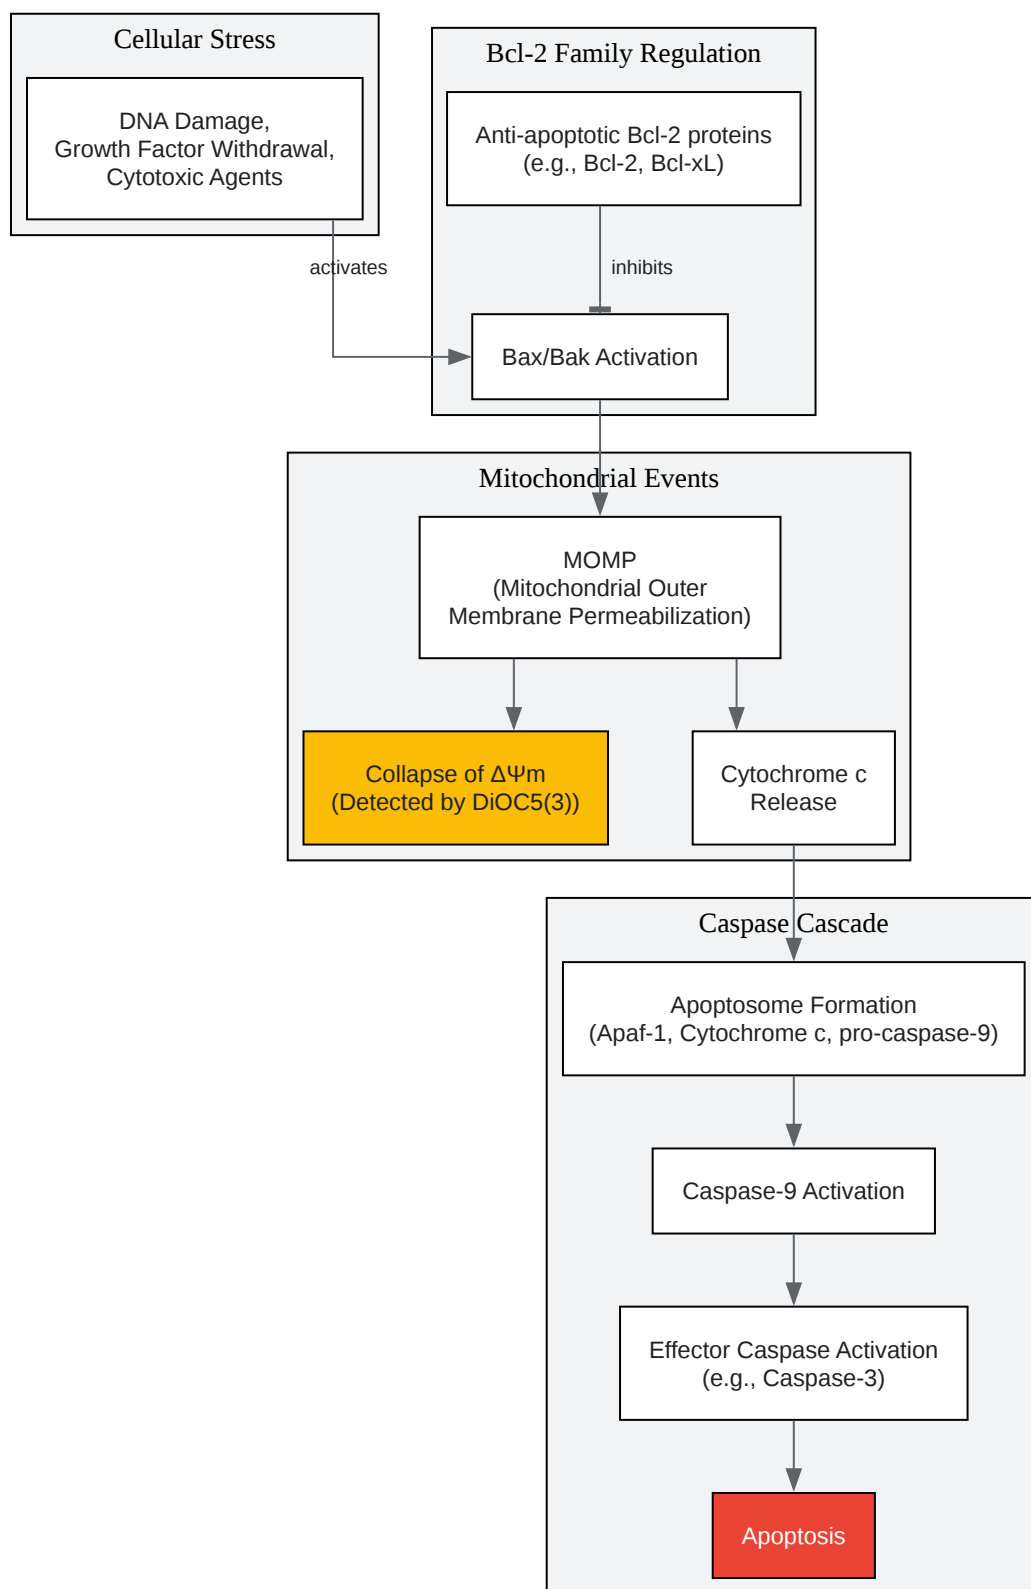 Cellular Stress
DNA Damage,
Growth Factor Withdrawal,
Cytotoxic Agents
Bcl-2 Family Regulation
Anti-apoptotic Bcl-2 proteins
(e.g., Bcl-2, Bcl-xL)
activates
inhibits
Bax/Bak Activation
Mitochondrial Events
MOMP
(Mitochondrial Outer
Membrane Permeabilization)
Collapse of ΔΨm
(Detected by DiOC5(3))
Cytochrome c
Release
Caspase Cascade
Apoptosome Formation
(Apaf-1, Cytochrome c, pro-caspase-9)
Caspase-9 Activation
Effector Caspase Activation
(e.g., Caspase-3)
Apoptosis